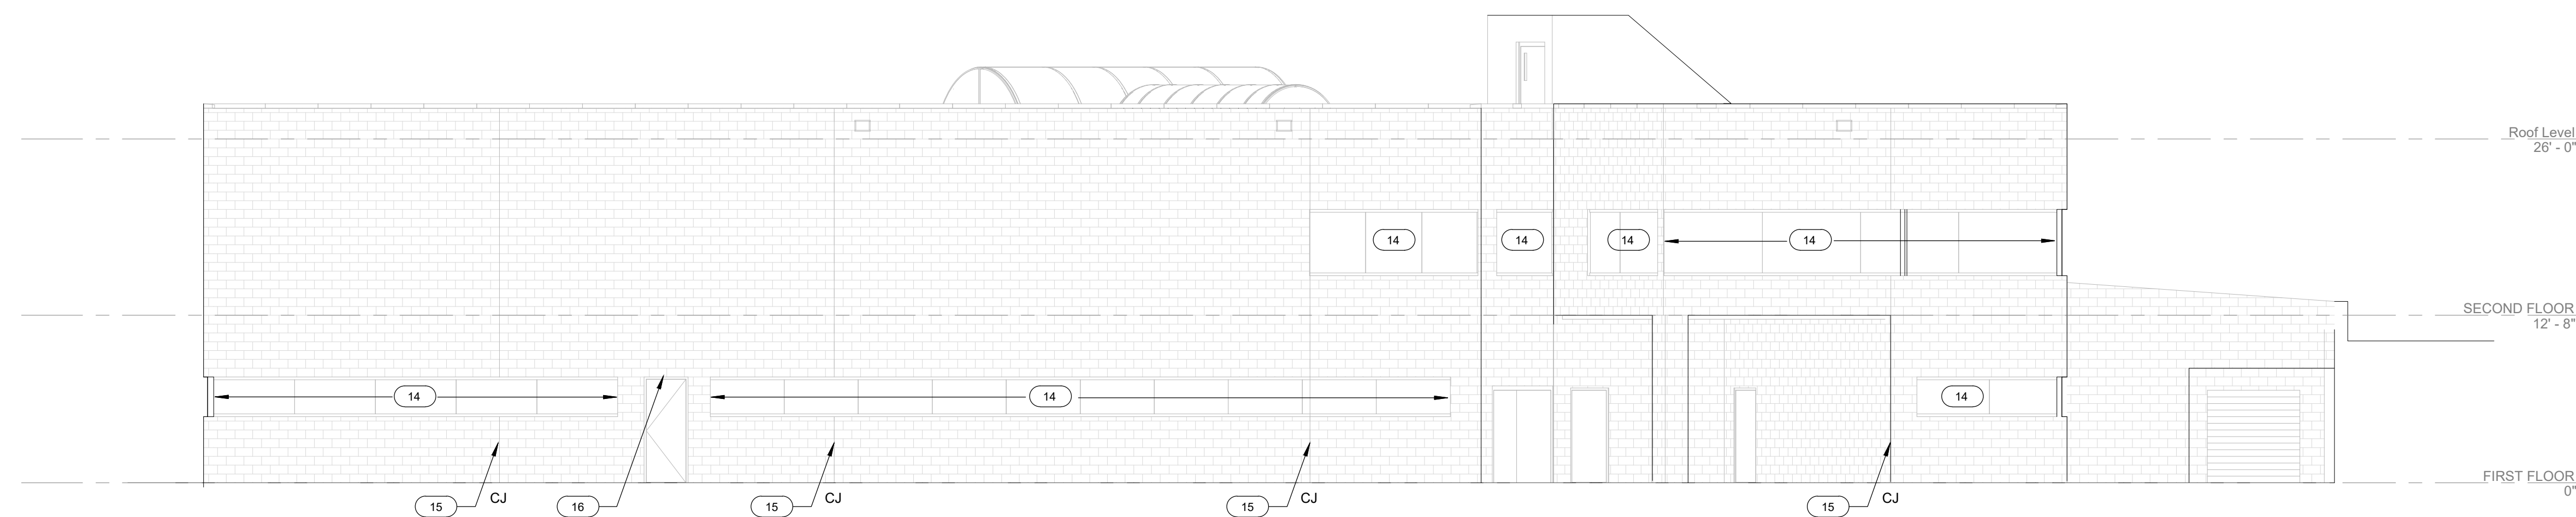 Roof Level
26' - 0"
14
14
14
14
SECOND FLOOR
12' - 8"
14
14
14
FIRST FLOOR
0"
15
CJ
16
15
CJ
15
CJ
15
CJ